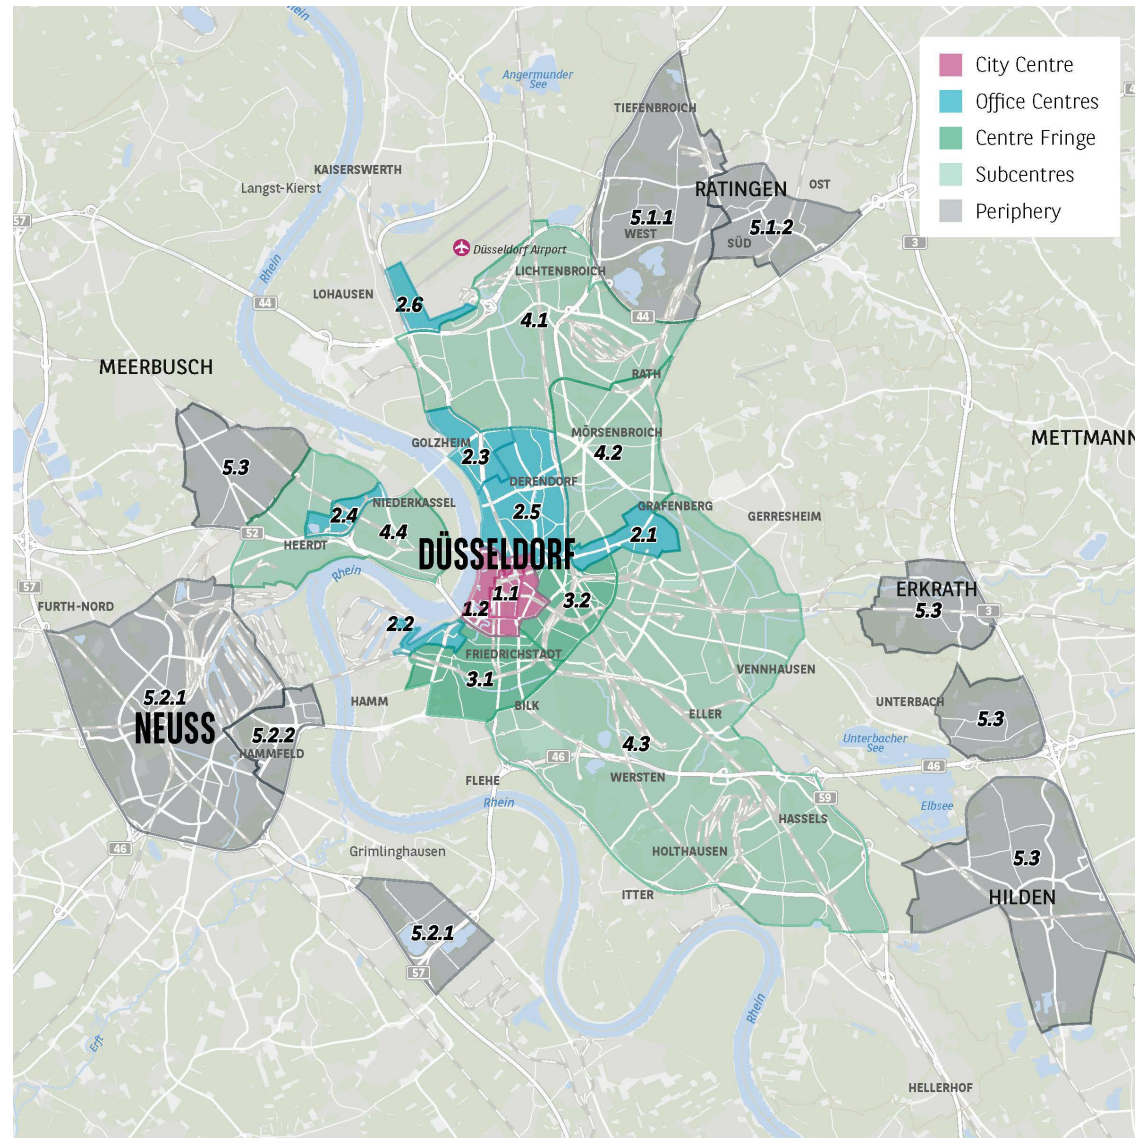 hein
Angermunder
See
TIEFENBROICH
KAISERSWERTH
Langst-Kierst
RATINGEN
OST
5.1.1
WEST
5.1.2
SÜD
57
3
Düsseldorf Airport
LICHTENBROICH
Rhein
LOHAUSEN
44
2.6
4.1
44
MEERBUSCH
RATH
GOLZHEIM
MÖRSENBROICH
METTMANN
2.3
4.2
5.3
DERENDORF
NIEDERKASSEL
2.5
GRAFENBERG
2.4
GERRESHEIM
52
4.4
2.1
HEERDT
DÜSSELDORF
Rhein
57
ERKRATH
FURTH-NORD
1.1
3.2
1.2
5.3
3
2.2
FRIEDRICHSTADT
3.1
VENNHAUSEN
5.2.1
HAMM
BILK
UNTERBACH
ELLER
NEUSS
5.2.2
HAMMFELD
4.3
5.3
Unterbacher
See
46
46
FLEHE
WERSTEN
Rhein
59
Elbsee
HASSELS
46
Grimlinghausen
HOLTHAUSEN
5.3
ITTER
HILDEN
5.2.1
57
Rhein
Erft
HELLERHOF
City Centre
Office Centres
Centre Fringe
Subcentres
Periphery
4